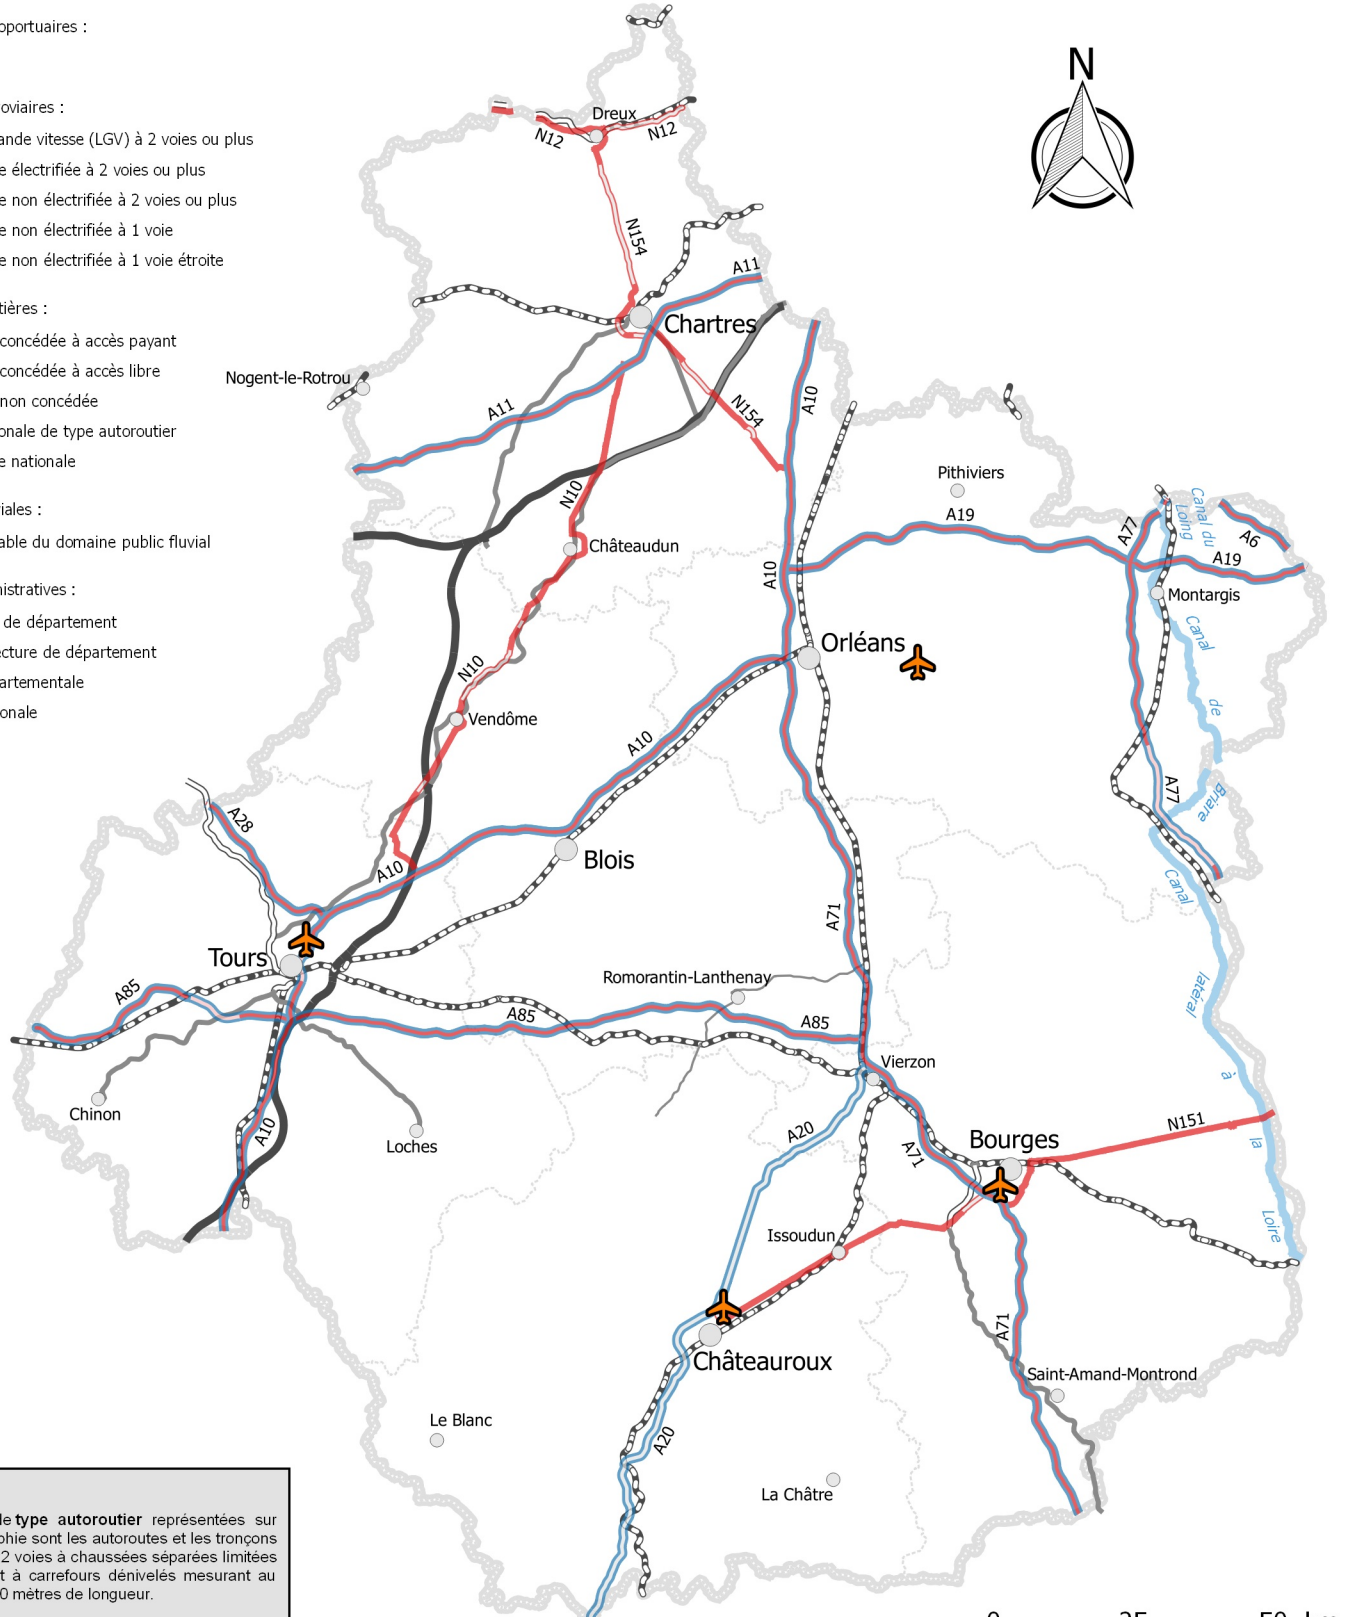 oportuaires :
oviaires :
ande vitesse (LGV) à 2 voies ou plus
e électrifiée à 2 voies ou plus
e non électrifiée à 2 voies ou plus
e non électrifiée à 1 voie
e non électrifiée à 1 voie étroite
tières :
concédée à accès payant
concédée à accès libre
non concédée
onale de type autoroutier
e nationale
iales :
able du domaine public fluvial
nistratives :
de département
ecture de département
artementale
onale
N
Dreux
N12
N12
N154
A11
Chartres
Nogent-le-Rotrou
A11
N154
A10
Pithiviers
A19
N10
Châteaudun
A10
A77
Canal du
Loing
A6
A19
Montargis
Orléans
Canal
de
Briare
N10
Vendôme
A10
A77
A28
A10
Blois
Canal
A71
Tours
Romorantin-Lanthenay
latéral
A85
A85
A85
Vierzon
à
Chinon
Loches
A10
A20
A71
Bourges
N151
la
Loire
Issoudun
A71
Châteauroux
Saint-Amand-Montrond
Le Blanc
A20
La Châtre
le type autoroutier représentées sur
phie sont les autoroutes et les tronçons
2 voies à chaussées séparées limitées
t à carrefours dénivelés mesurant au
0 mètres de longueur.